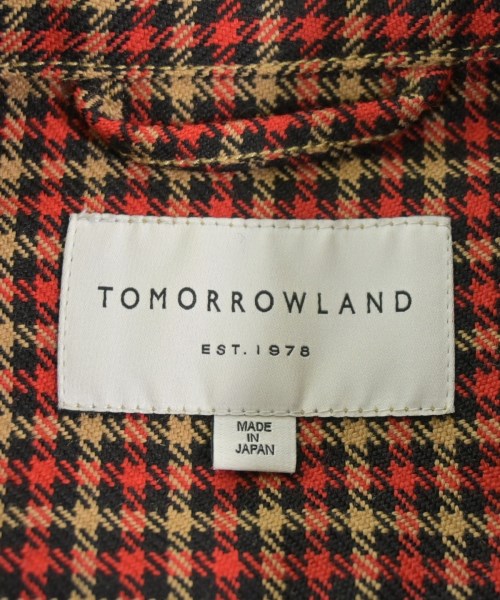 TOMORROWLAND
EST. 1978
MADE
IN
JAPAN